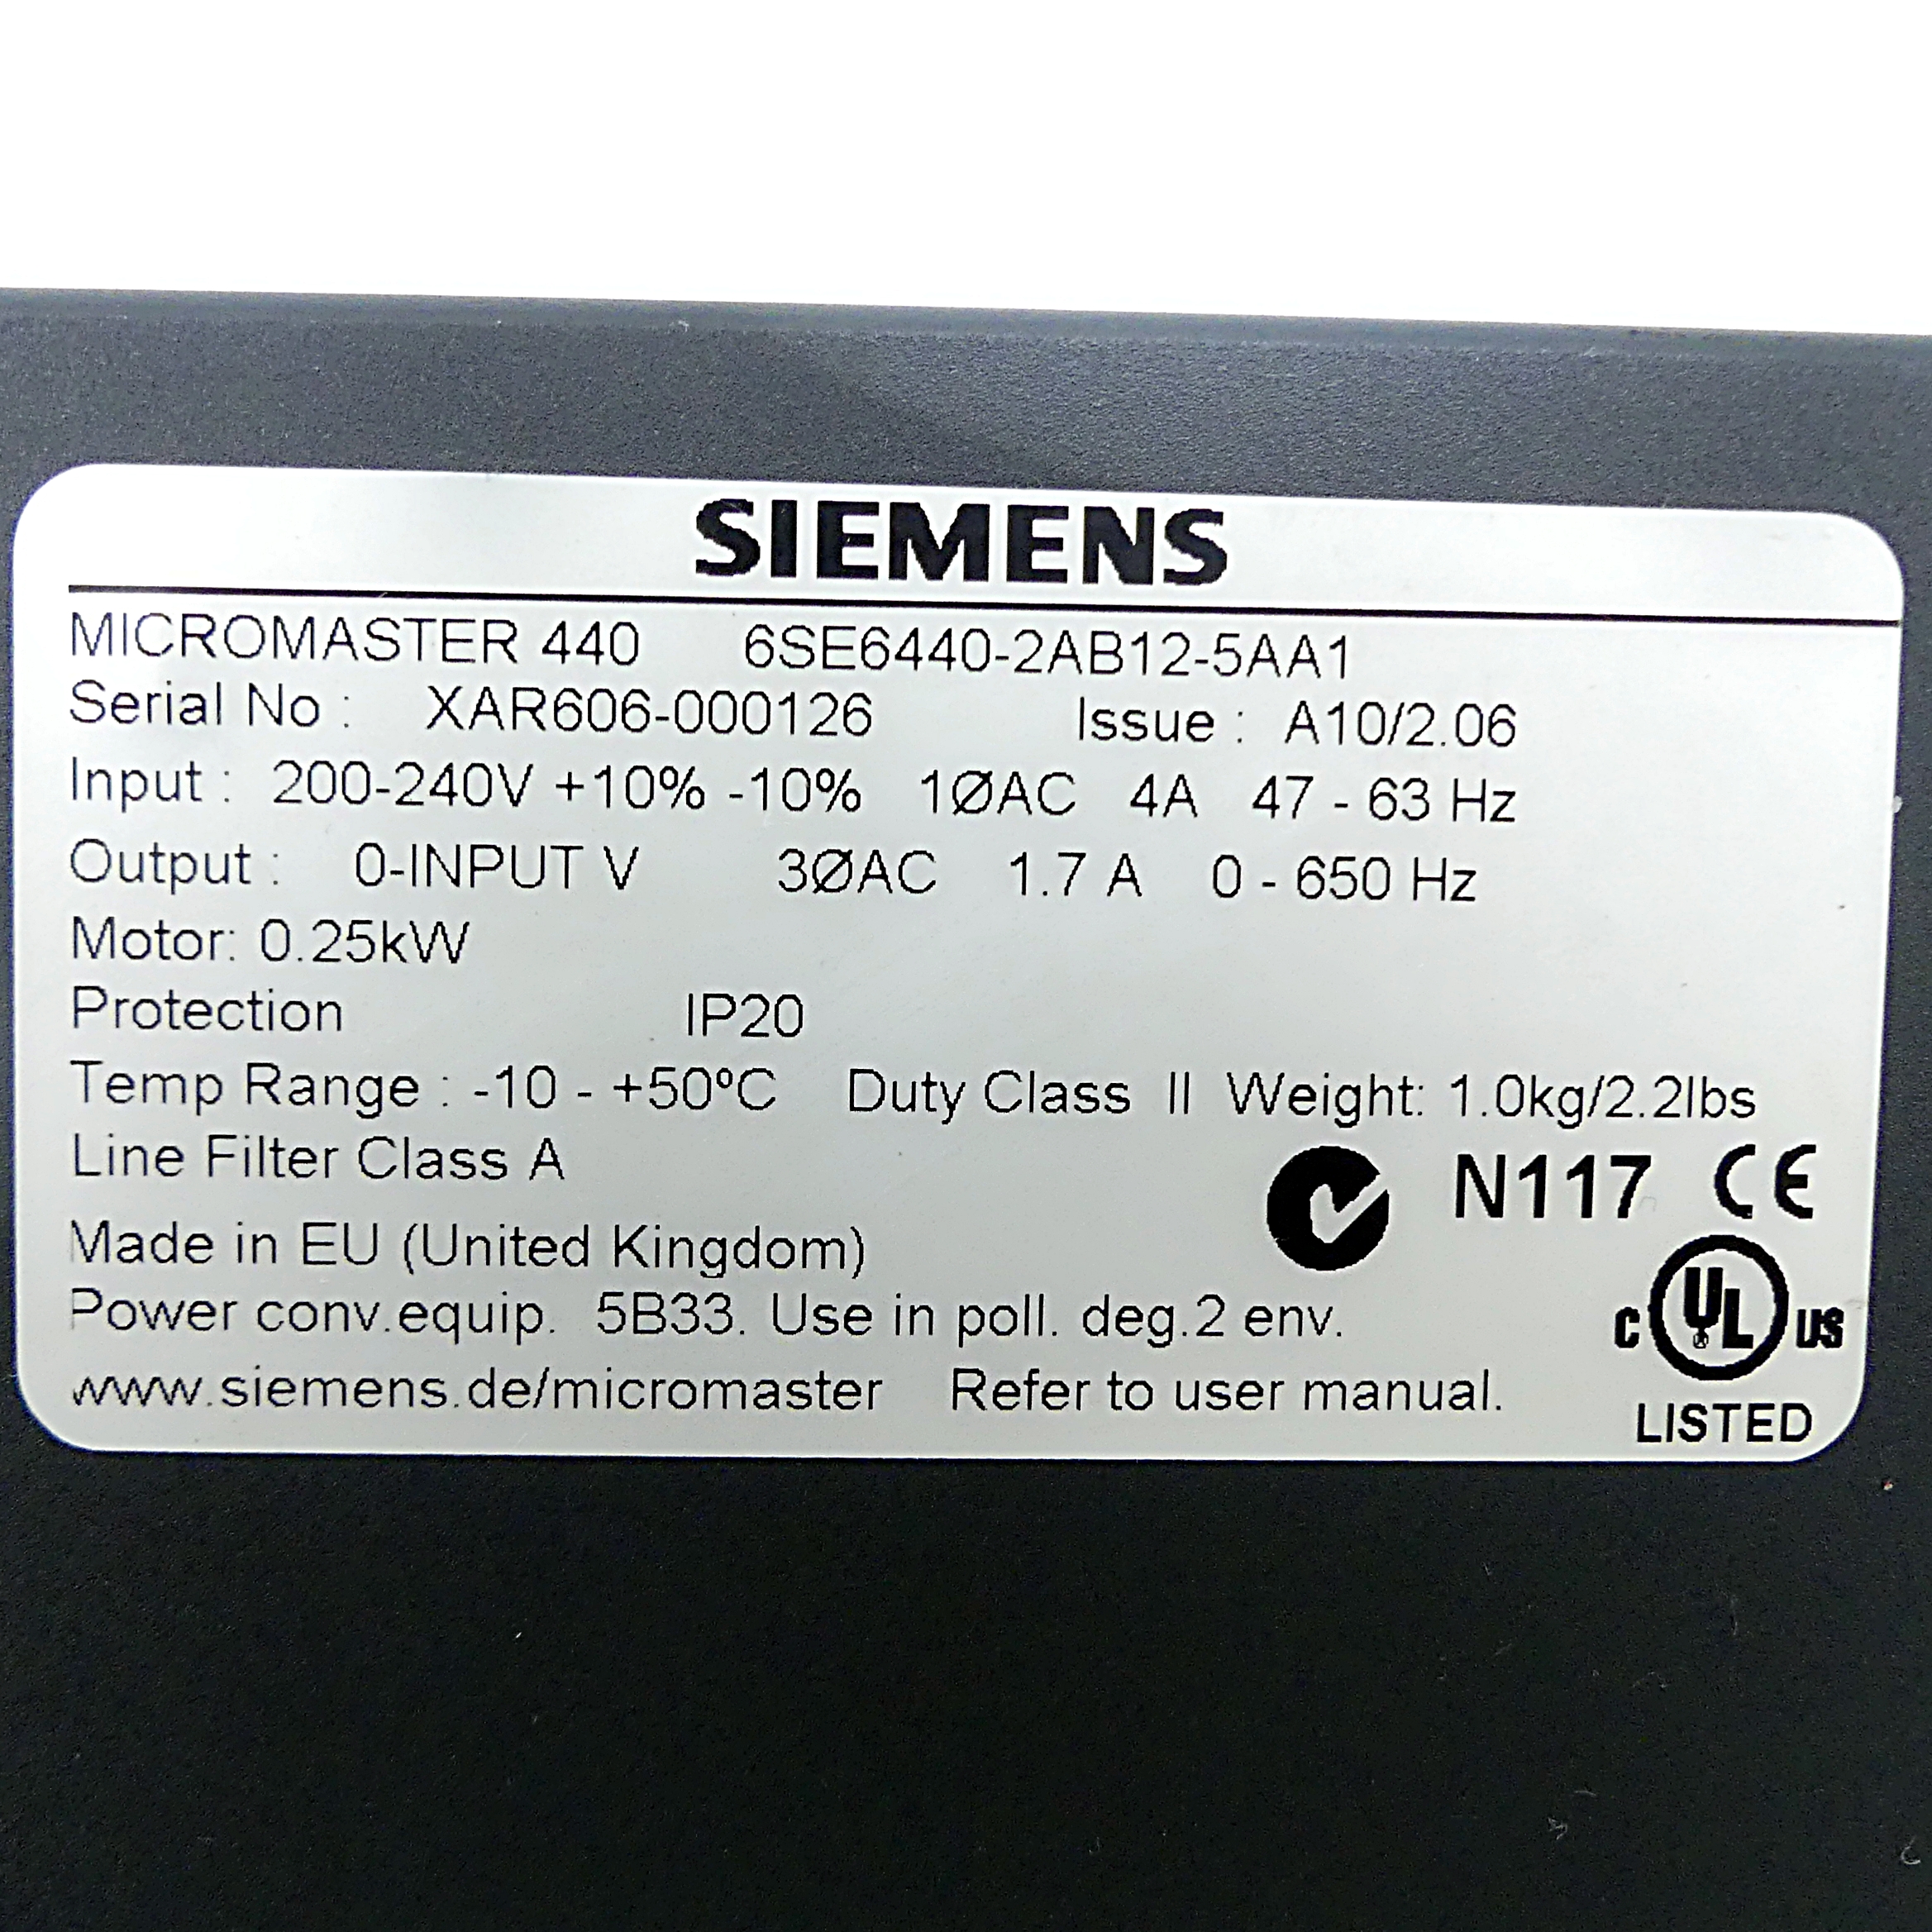 SIEMENS
MICROMASTER 440 6SE6440-2AB12-5AA1
Serial No : XAR606-000126 Issue : A10/2.06
Input : 200-240V +10% -10% 1ØAC 4A 47 - 63 Hz
Output : 0-INPUT V 3ØAC 1.7 A 0 - 650 Hz
Motor: 0.25kW
Protection IP20
Temp Range : -10 - +50ºC Duty Class II Weight: 1.0kg/2.2lbs
Line Filter Class A
N117 CE
Made in EU (United Kingdom)
Power conv.equip. 5B33. Use in poll. deg.2 env.
C UL US
www.siemens.de/micromaster Refer to user manual.
LISTED